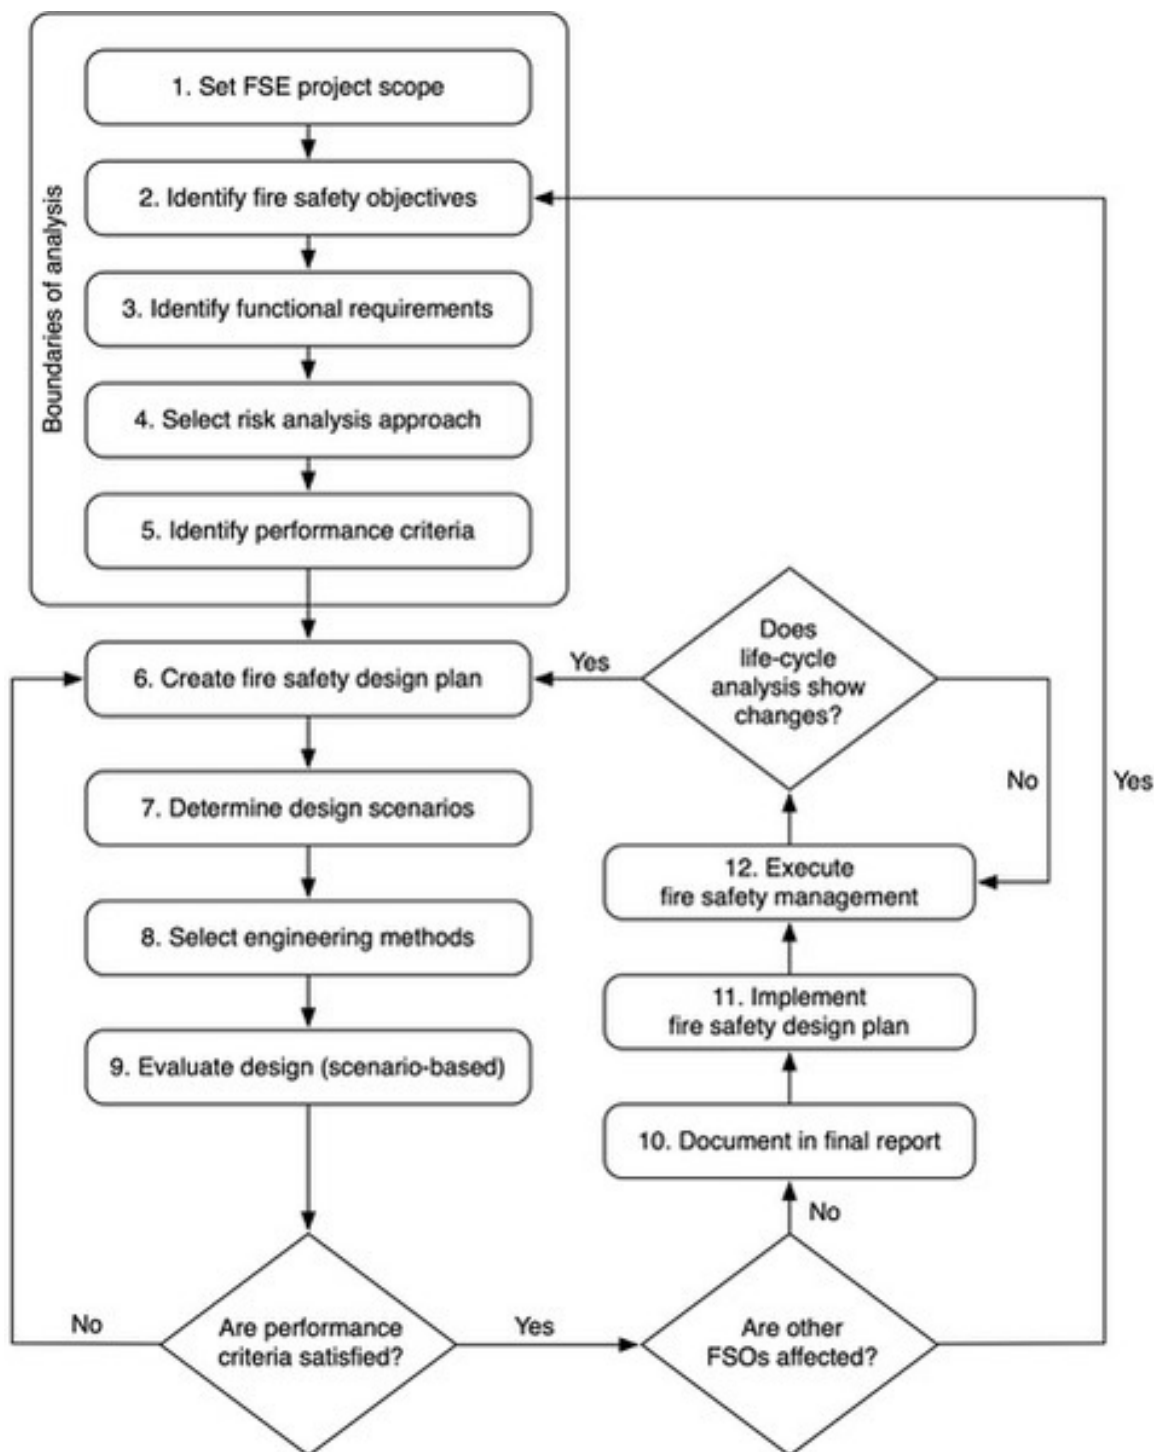 Boundaries of analysis
1. Set FSE project scope
2. Identify fire safety objectives
3. Identify functional requirements
4. Select risk analysis approach
5. Identify performance criteria
6. Create fire safety design plan
7. Determine design scenarios
8. Select engineering methods
9. Evaluate design (scenario-based)
Are performance
criteria satisfied?
No
Yes
Are other
FSOs affected?
No
Yes
10. Document in final report
11. Implement
fire safety design plan
12. Execute
fire safety management
Does
life-cycle
analysis show
changes?
Yes
No